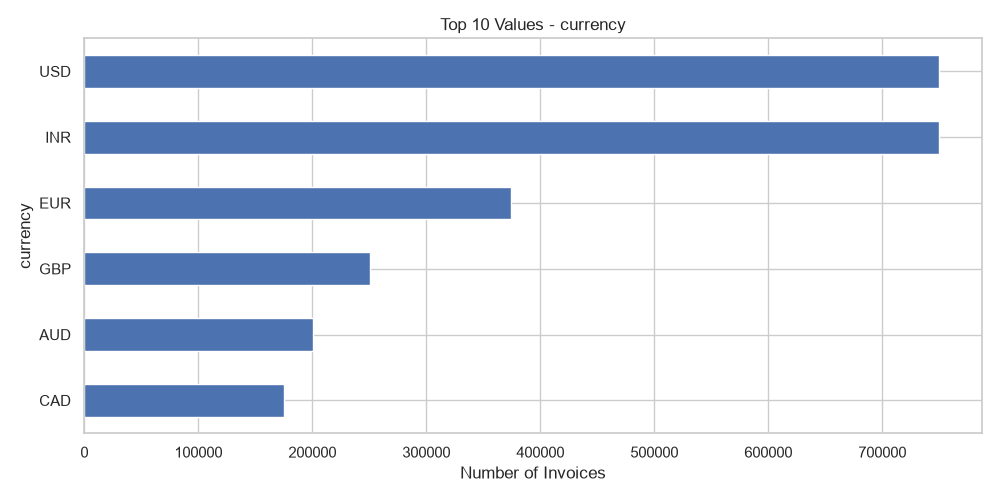 Top 10 Values - currency
currency
USD
INR
EUR
GBP
AUD
CAD
0 100000 200000 300000 400000 500000 600000 700000
Number of Invoices